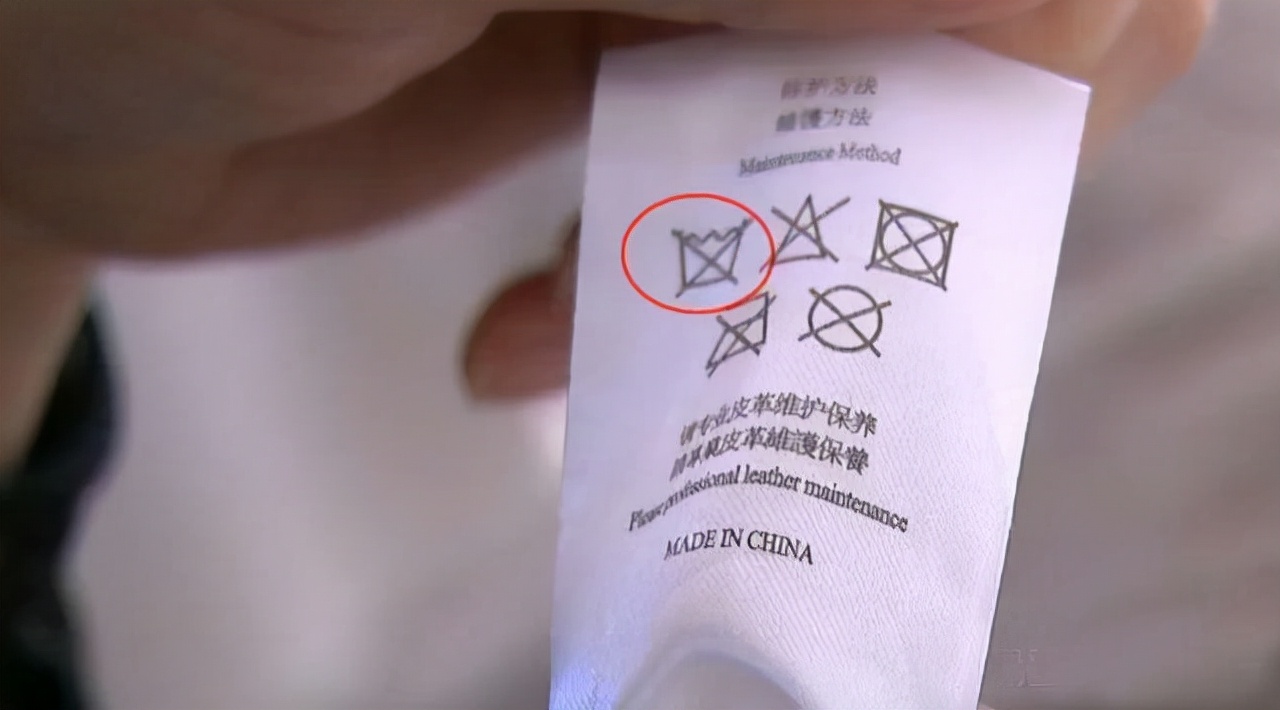 维护方法
維護方法
Maintenance Method
请专业皮革维护保养
請專業皮革維護保養
Please professional leather maintenance
MADE IN CHINA